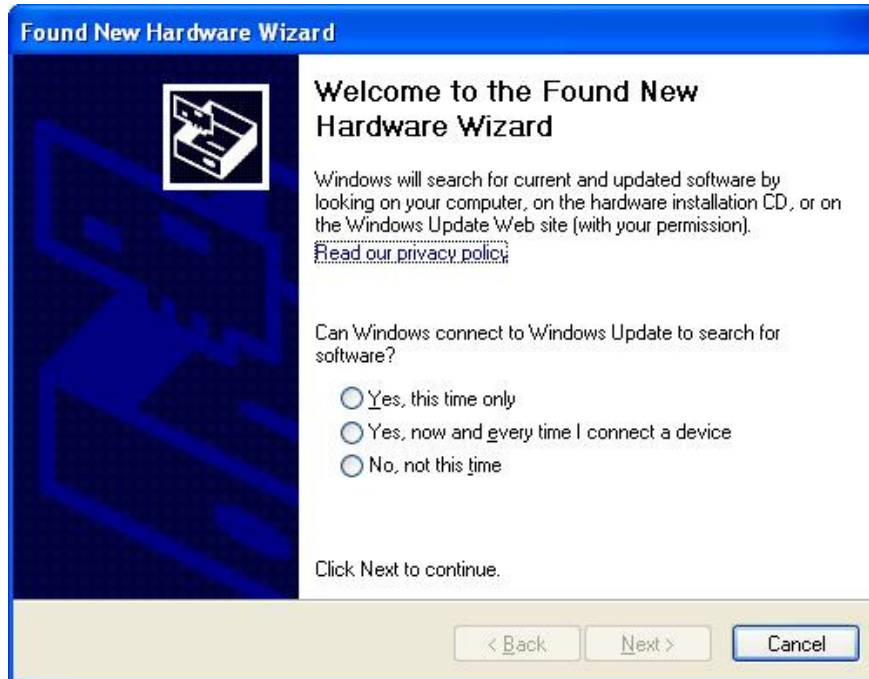 Found New Hardware Wizard
Welcome to the Found New
Hardware Wizard
Windows will search for current and updated software by
looking on your computer, on the hardware installation CD, or on
the Windows Update Web site (with your permission).
Read our privacy policy
Can Windows connect to Windows Update to search for
software?
Yes, this time only
Yes, now and every time I connect a device
No, not this time
Click Next to continue.
< Back Next > Cancel